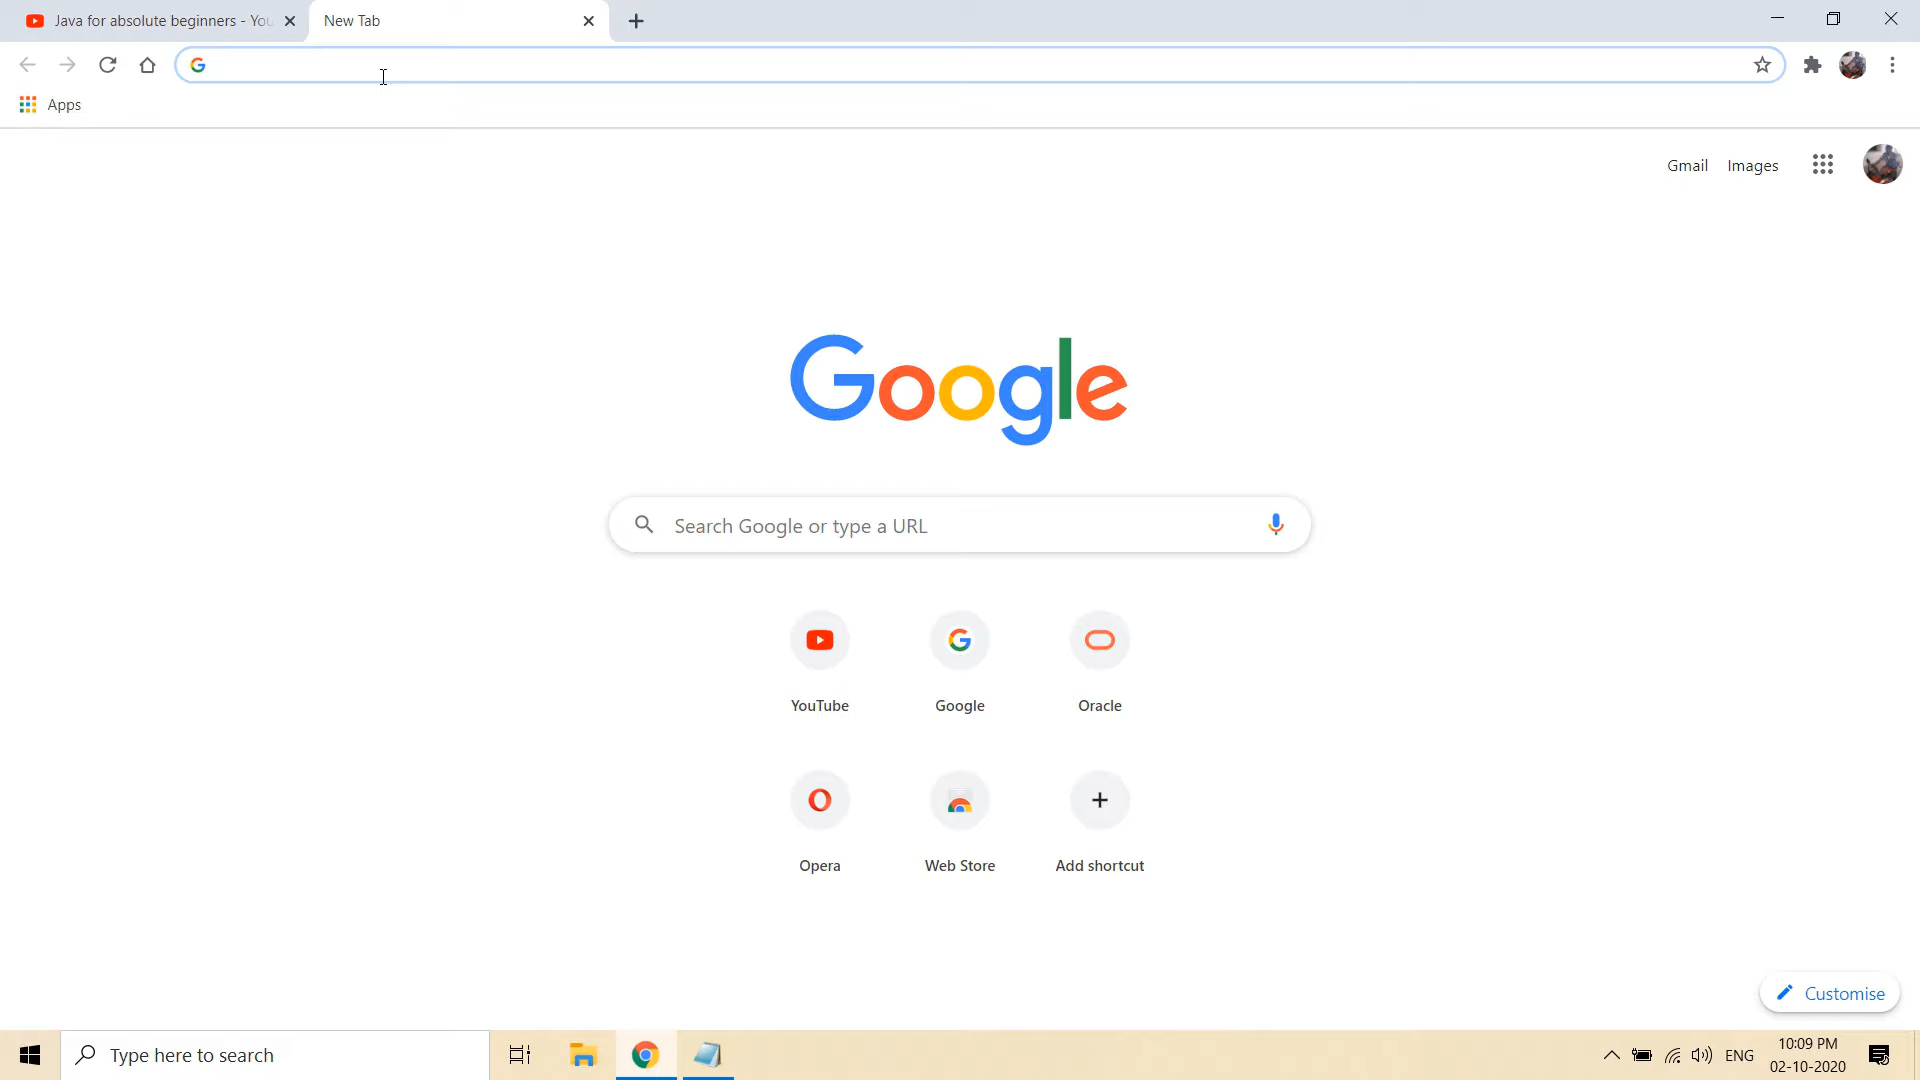 Java for absolute beginners - You
New Tab
Apps
Gmail
Images
Google
Search Google or type a URL
YouTube
Google
Oracle
Opera
Web Store
Add shortcut
Customise
Type here to search
ENG
10:09 PM
02-10-2020